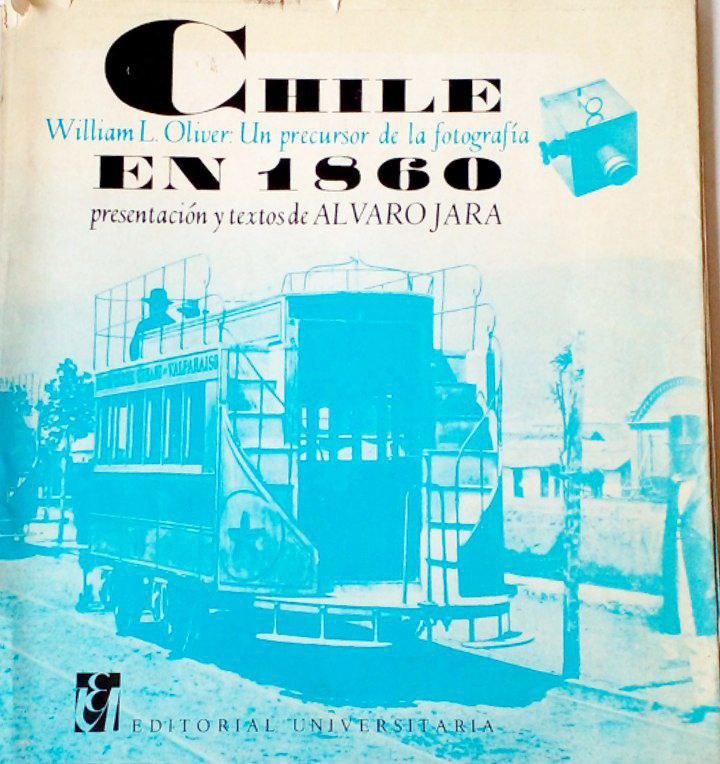 CHILE
William L. Oliver: Un precursor de la fotografía
EN 1860
presentación y textos de ALVARO JARA
VALPARAISO
EDITORIAL UNIVERSITARIA